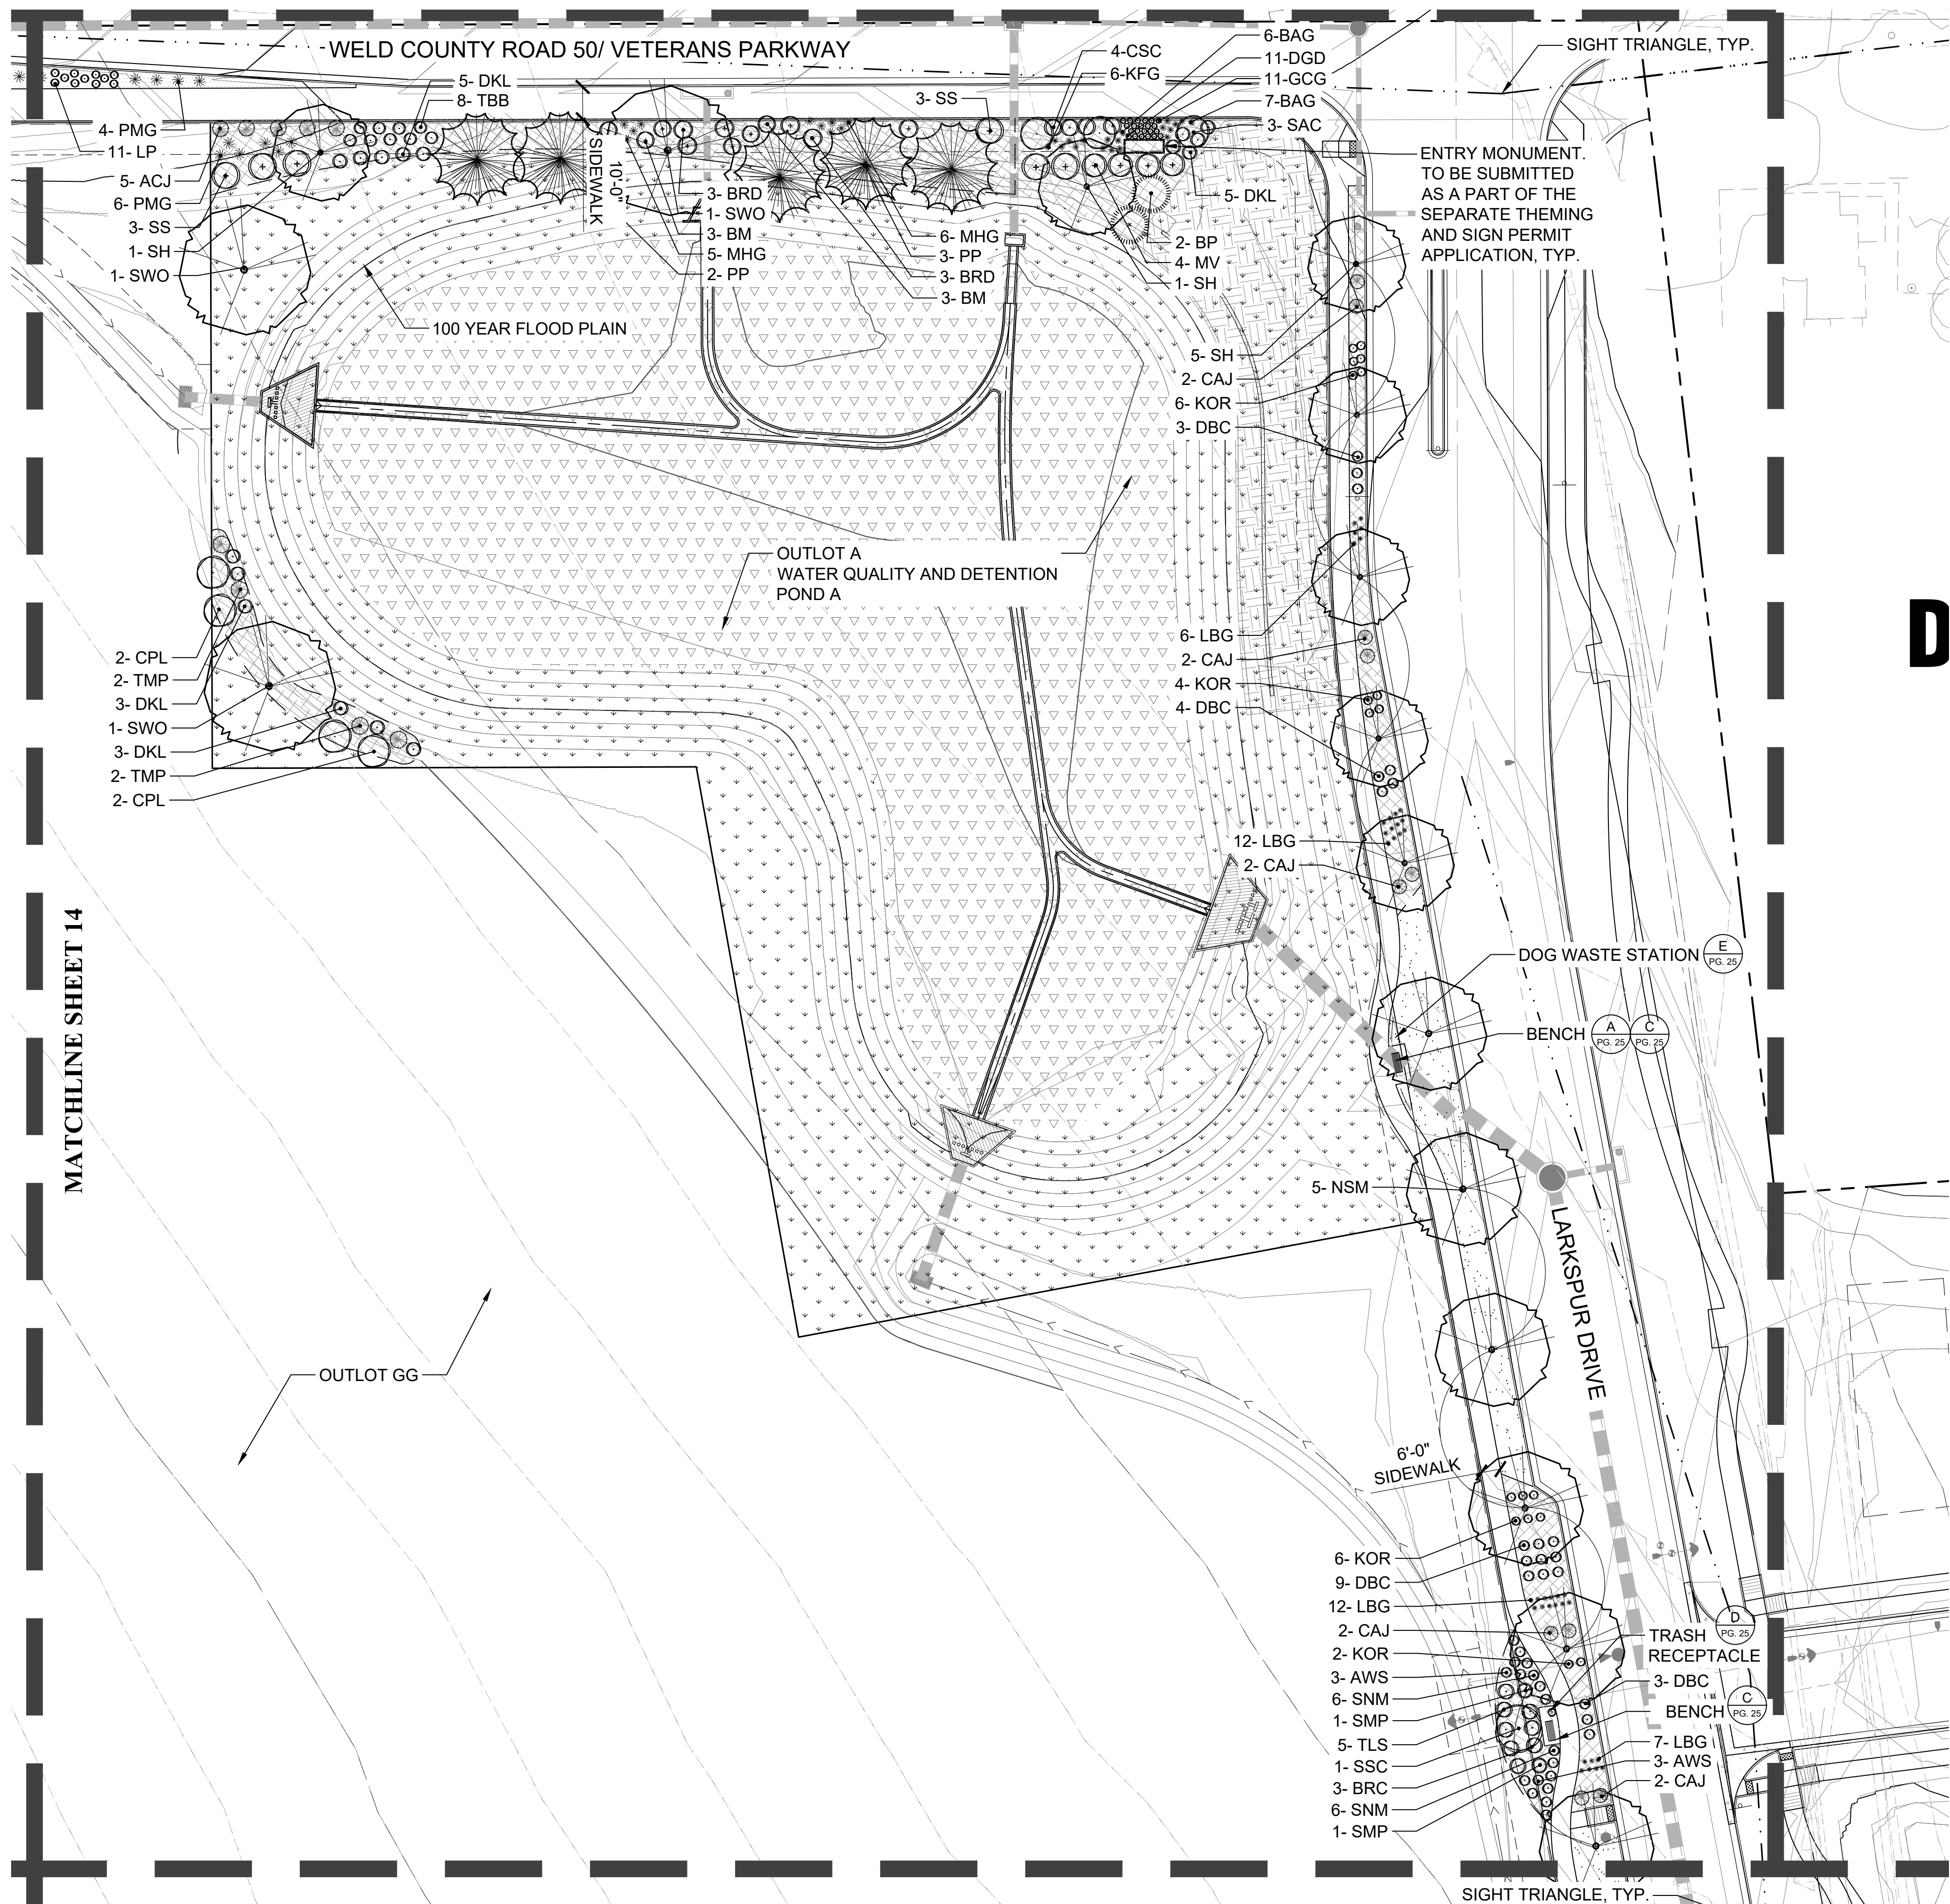 WELD COUNTY ROAD 50/ VETERANS PARKWAY
5- DKL
8- TBB
4- PMG
11- LP
5- ACJ
6- PMG
3- SS
1- SH
1- SWO
10'-0"
SIDEWALK
3- BRD
1- SWO
3- BM
5- MHG
2- PP
3- SS
6- MHG
3- PP
3- BRD
3- BM
4-CSC
6-KFG
6-BAG
11-DGD
11-GCG
7-BAG
3- SAC
5- DKL
2- BP
4- MV
1- SH
SIGHT TRIANGLE, TYP.
ENTRY MONUMENT.
TO BE SUBMITTED
AS A PART OF THE
SEPARATE THEMING
AND SIGN PERMIT
APPLICATION, TYP.
100 YEAR FLOOD PLAIN
5- SH
2- CAJ
6- KOR
3- DBC
OUTLOT A
WATER QUALITY AND DETENTION
POND A
6- LBG
2- CAJ
4- KOR
4- DBC
D
2- CPL
2- TMP
3- DKL
1- SWO
3- DKL
2- TMP
2- CPL
12- LBG
2- CAJ
MATCHLINE SHEET 14
DOG WASTE STATION
E
PG. 25
BENCH
A
PG. 25
C
PG. 25
5- NSM
LARKSPUR DRIVE
OUTLOT GG
6'-0"
SIDEWALK
6- KOR
9- DBC
12- LBG
2- CAJ
2- KOR
3- AWS
6- SNM
1- SMP
5- TLS
1- SSC
3- BRC
6- SNM
1- SMP
D
PG. 25
TRASH
RECEPTACLE
3- DBC
BENCH
C
PG. 25
7- LBG
3- AWS
2- CAJ
SIGHT TRIANGLE, TYP.